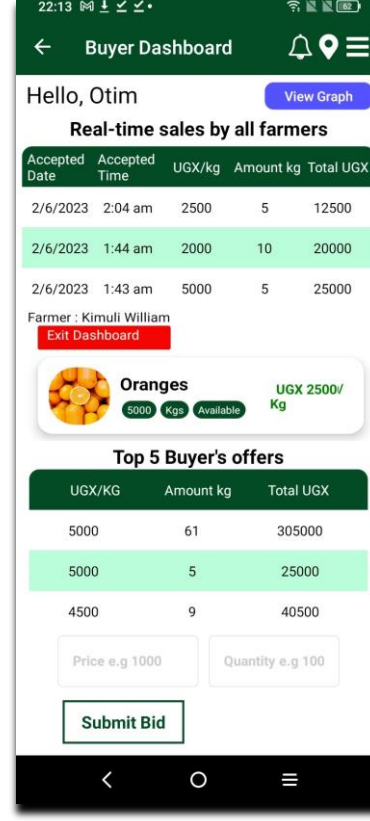 22:13
62
Buyer Dashboard
Hello, Otim
View Graph
Real-time sales by all farmers
Accepted Date Accepted Time UGX/kg Amount kg Total UGX
2/6/2023 2:04 am 2500 5 12500
2/6/2023 1:44 am 2000 10 20000
2/6/2023 1:43 am 5000 5 25000
Farmer : Kimuli William
Exit Dashboard
Oranges
5000 Kgs Available
UGX 2500//
Kg
Top 5 Buyer's offers
UGX/KG Amount kg Total UGX
5000 61 305000
5000 5 25000
4500 9 40500
Price e.g 1000 Quantity e.g 100
Submit Bid